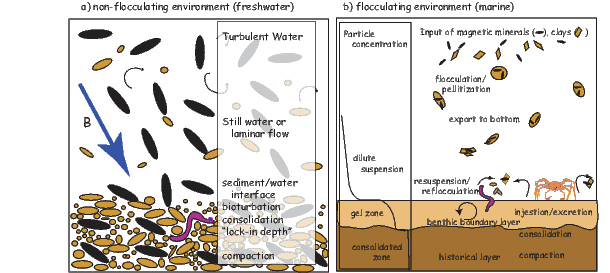 a) non-flocculating environment (freshwater)
Turbulent Water
B
Still water or
laminar flow
sediment/water
interface
bioturbation
consolidation
"lock-in depth"
compaction
b) flocculating environment (marine)
Particle
concentration
Input of magnetic minerals ( ), clays ( )
flocculation/
pellitization
export to bottom
dilute
suspension
resuspension/
reflocculation
gel zone
injestion/excretion
benthic boundary layer
consolidation
consolidated
zone
historical layer
compaction